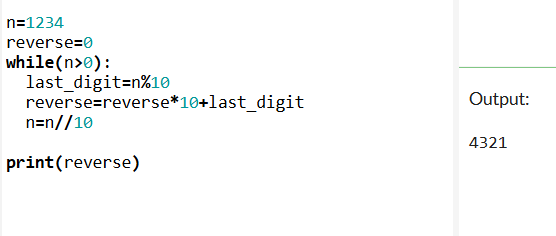 n=1234
reverse=0
while(n>0):
  last_digit=n%10
  reverse=reverse*10+last_digit
  n=n//10
print(reverse)
Output:
4321